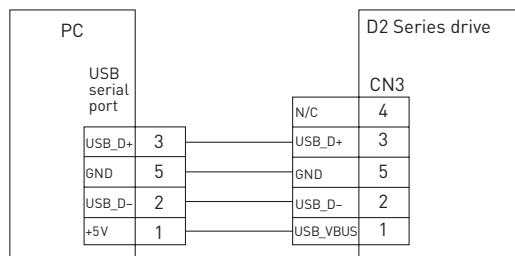 PC
D2 Series drive
USB
serial
port
CN3
N/C 4
USB_D+ 3 USB_D+ 3
GND 5 GND 5
USB_D− 2 USB_D− 2
+5V 1 USB_VBUS 1